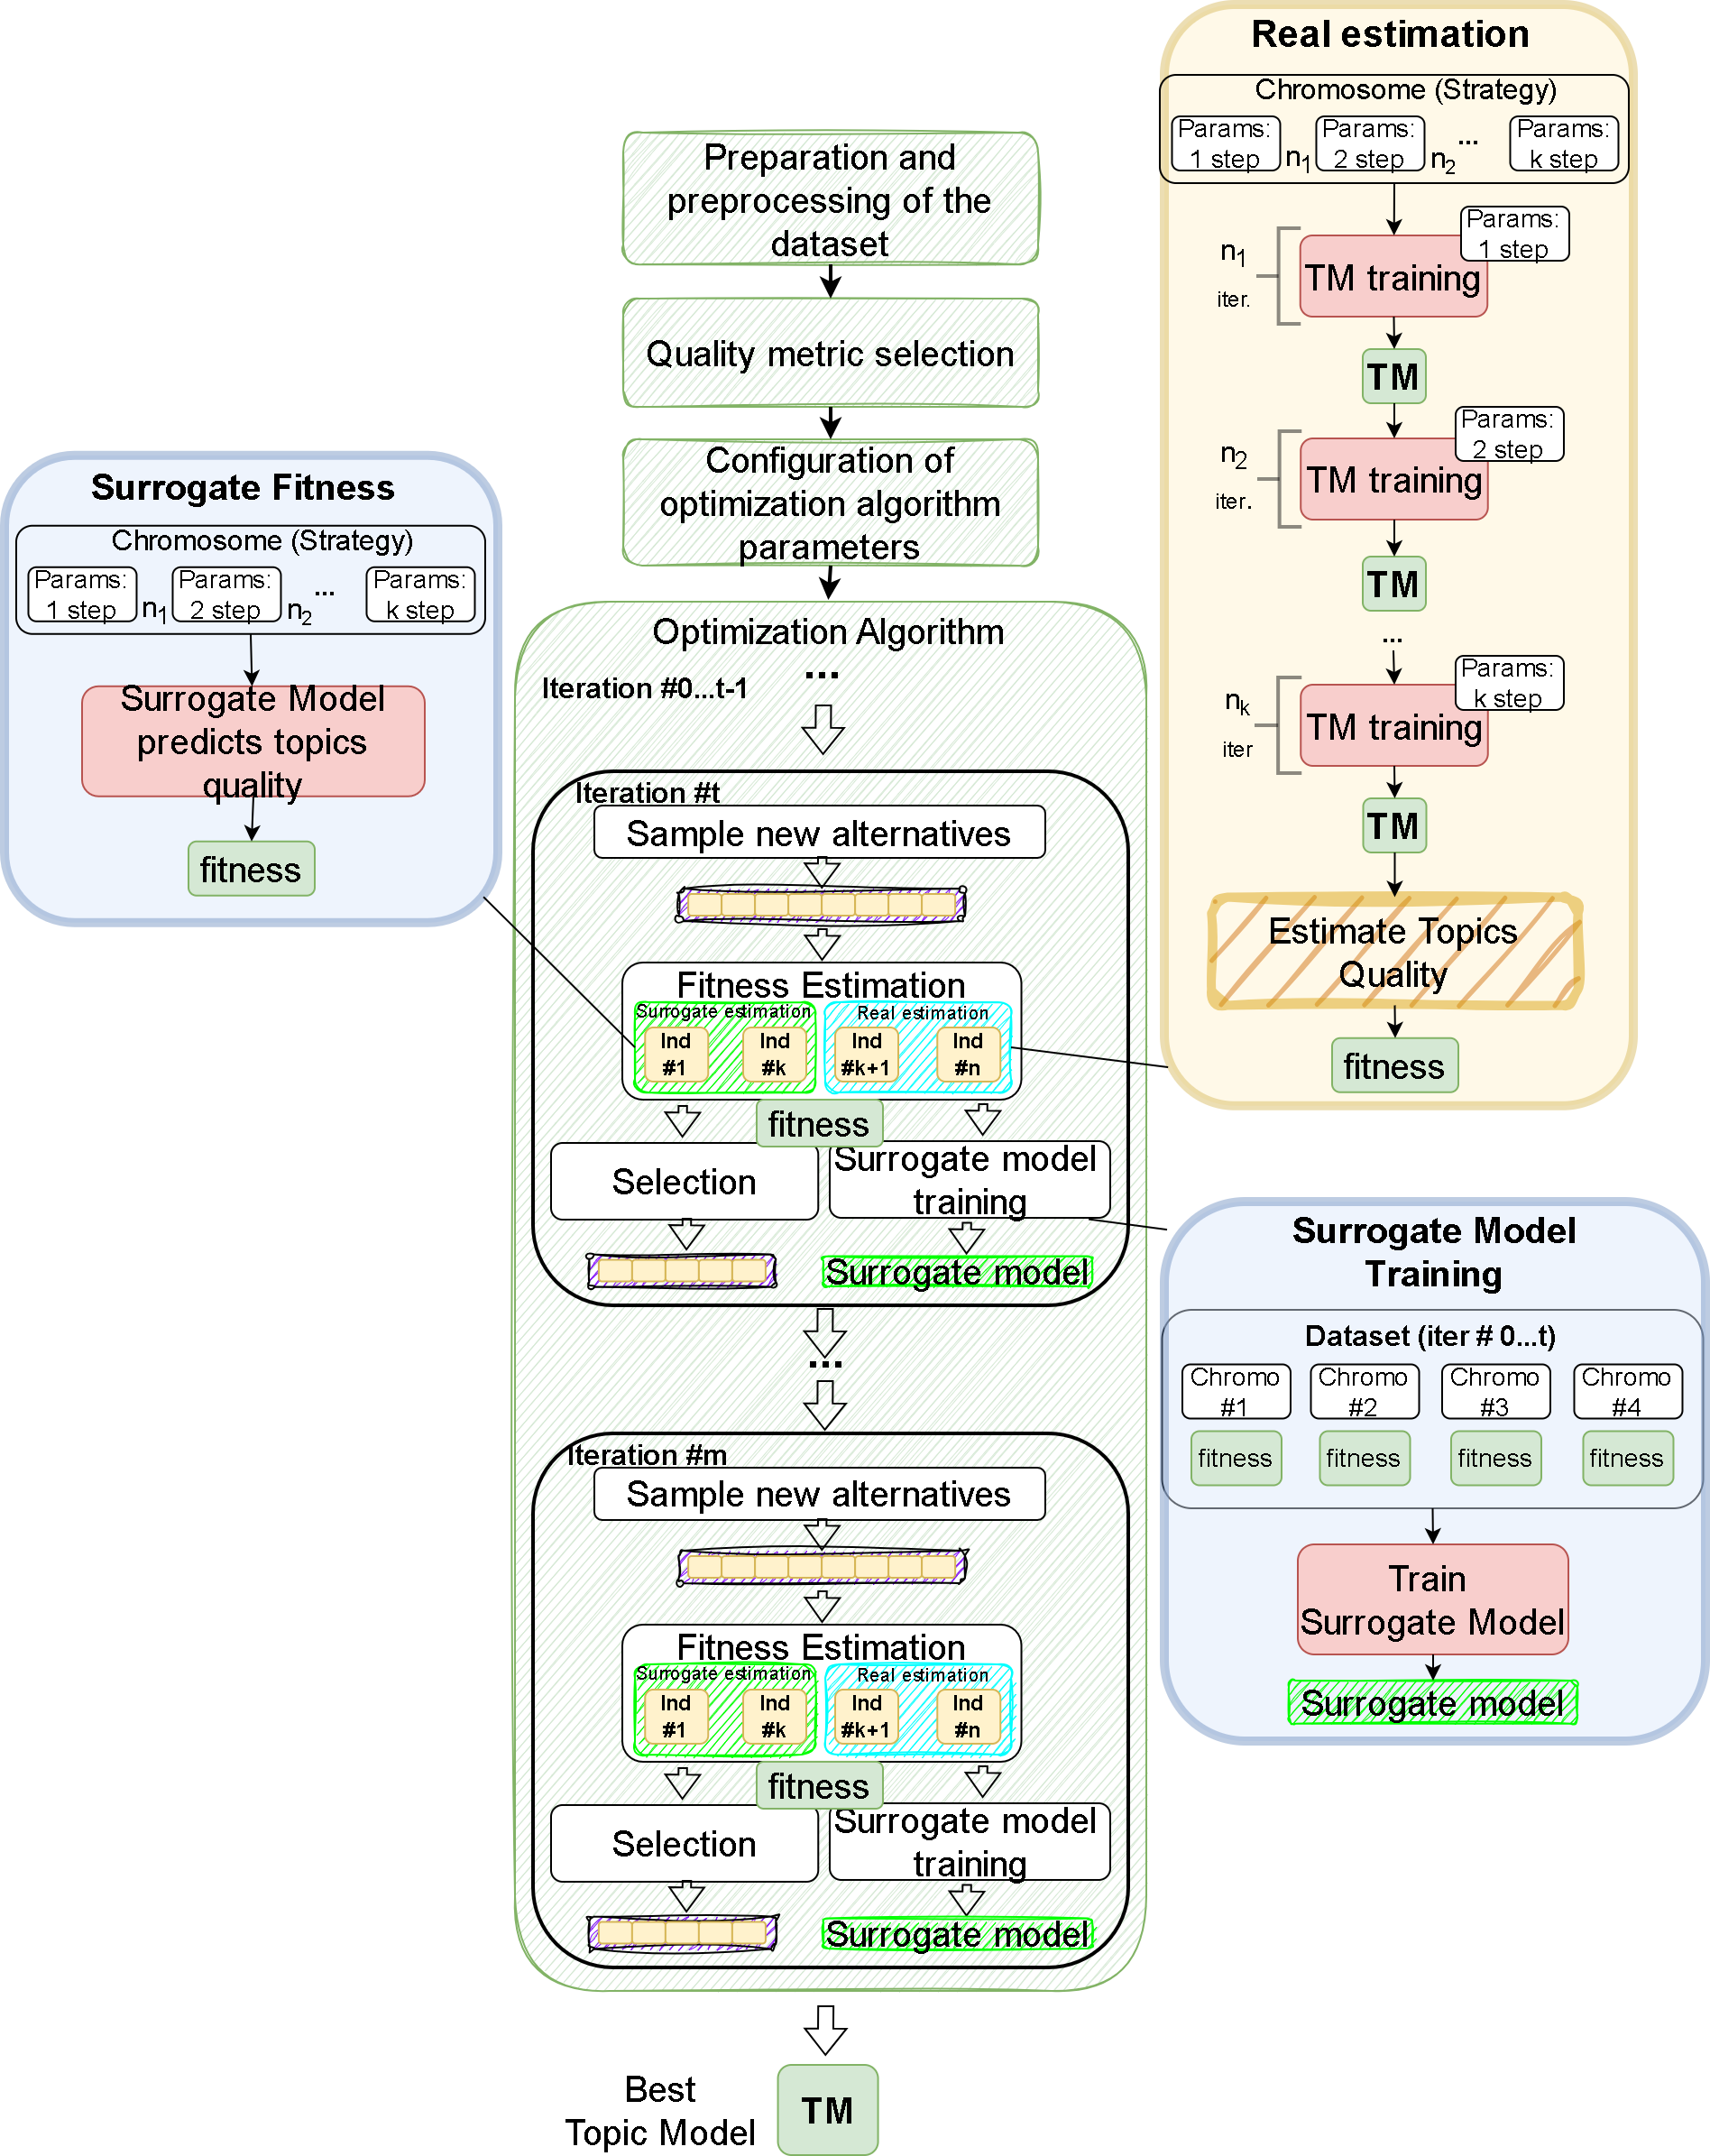 Real estimation
Chromosome (Strategy)
Params:
1 step
n1
Params:
2 step
n2
...
Params:
k step
Params:
1 step
n1
iter.
TM training
TM
Params:
2 step
n2
iter.
TM training
TM
...
Params:
k step
nk
iter
TM training
TM
Estimate Topics
Quality
fitness
Preparation and
preprocessing of the
dataset
Quality metric selection
Configuration of
optimization algorithm
parameters
Surrogate Fitness
Chromosome (Strategy)
Params:
1 step
n1
Params:
2 step
n2
...
Params:
k step
Surrogate Model
predicts topics
quality
fitness
Optimization Algorithm
...
Iteration #0...t-1
Iteration #t
Sample new alternatives
Fitness Estimation
Surrogate estimation
Real estimation
Ind
#1
Ind
#k
Ind
#k+1
Ind
#n
fitness
Selection
Surrogate model
training
Surrogate model
...
Iteration #m
Sample new alternatives
Fitness Estimation
Surrogate estimation
Real estimation
Ind
#1
Ind
#k
Ind
#k+1
Ind
#n
fitness
Selection
Surrogate model
training
Surrogate model
Surrogate Model
Training
Dataset (iter # 0...t)
Chromo
#1
Chromo
#2
Chromo
#3
Chromo
#4
fitness
fitness
fitness
fitness
Train
Surrogate Model
Surrogate model
Best
Topic Model
TM